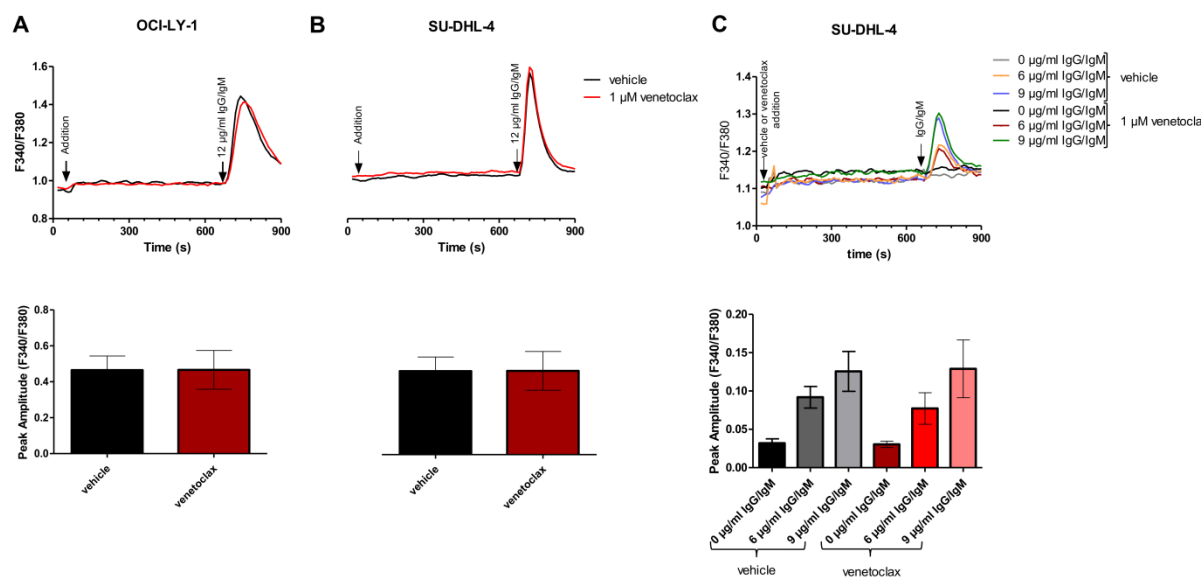 A
OCI-LY-1
F340/F380
1.6
1.4
1.2
1.0
0.8
Addition
12 µg/ml IgG/IgM
0
300
600
900
Time (s)
Peak Amplitude (F340/F380)
0.8
0.6
0.4
0.2
0.0
vehicle
venetoclax
B
SU-DHL-4
Addition
12 µg/ml IgG/IgM
vehicle
1 µM venetoclax
0
300
600
900
Time (s)
vehicle
venetoclax
C
SU-DHL-4
F340/F380
1.4
1.3
1.2
1.1
1.0
vehicle or venetoclax
addition
IgG/IgM
0 µg/ml IgG/IgM
6 µg/ml IgG/IgM
9 µg/ml IgG/IgM
vehicle
0 µg/ml IgG/IgM
6 µg/ml IgG/IgM
9 µg/ml IgG/IgM
1 µM venetocla
0
300
600
900
time (s)
Peak Amplitude (F340/F380)
0.20
0.15
0.10
0.05
0.00
0 µg/ml IgG/IgM
6 µg/ml IgG/IgM
9 µg/ml IgG/IgM
0 µg/ml IgG/IgM
6 µg/ml IgG/IgM
9 µg/ml IgG/IgM
vehicle
venetoclax